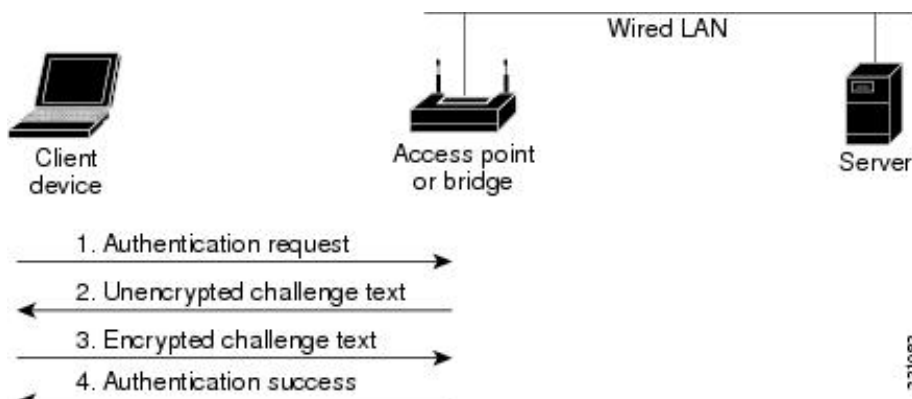 Wired LAN
Client
device
Access point
or bridge
Server
1. Authentication request
2. Unencrypted challenge text
3. Encrypted challenge text
4. Authentication success